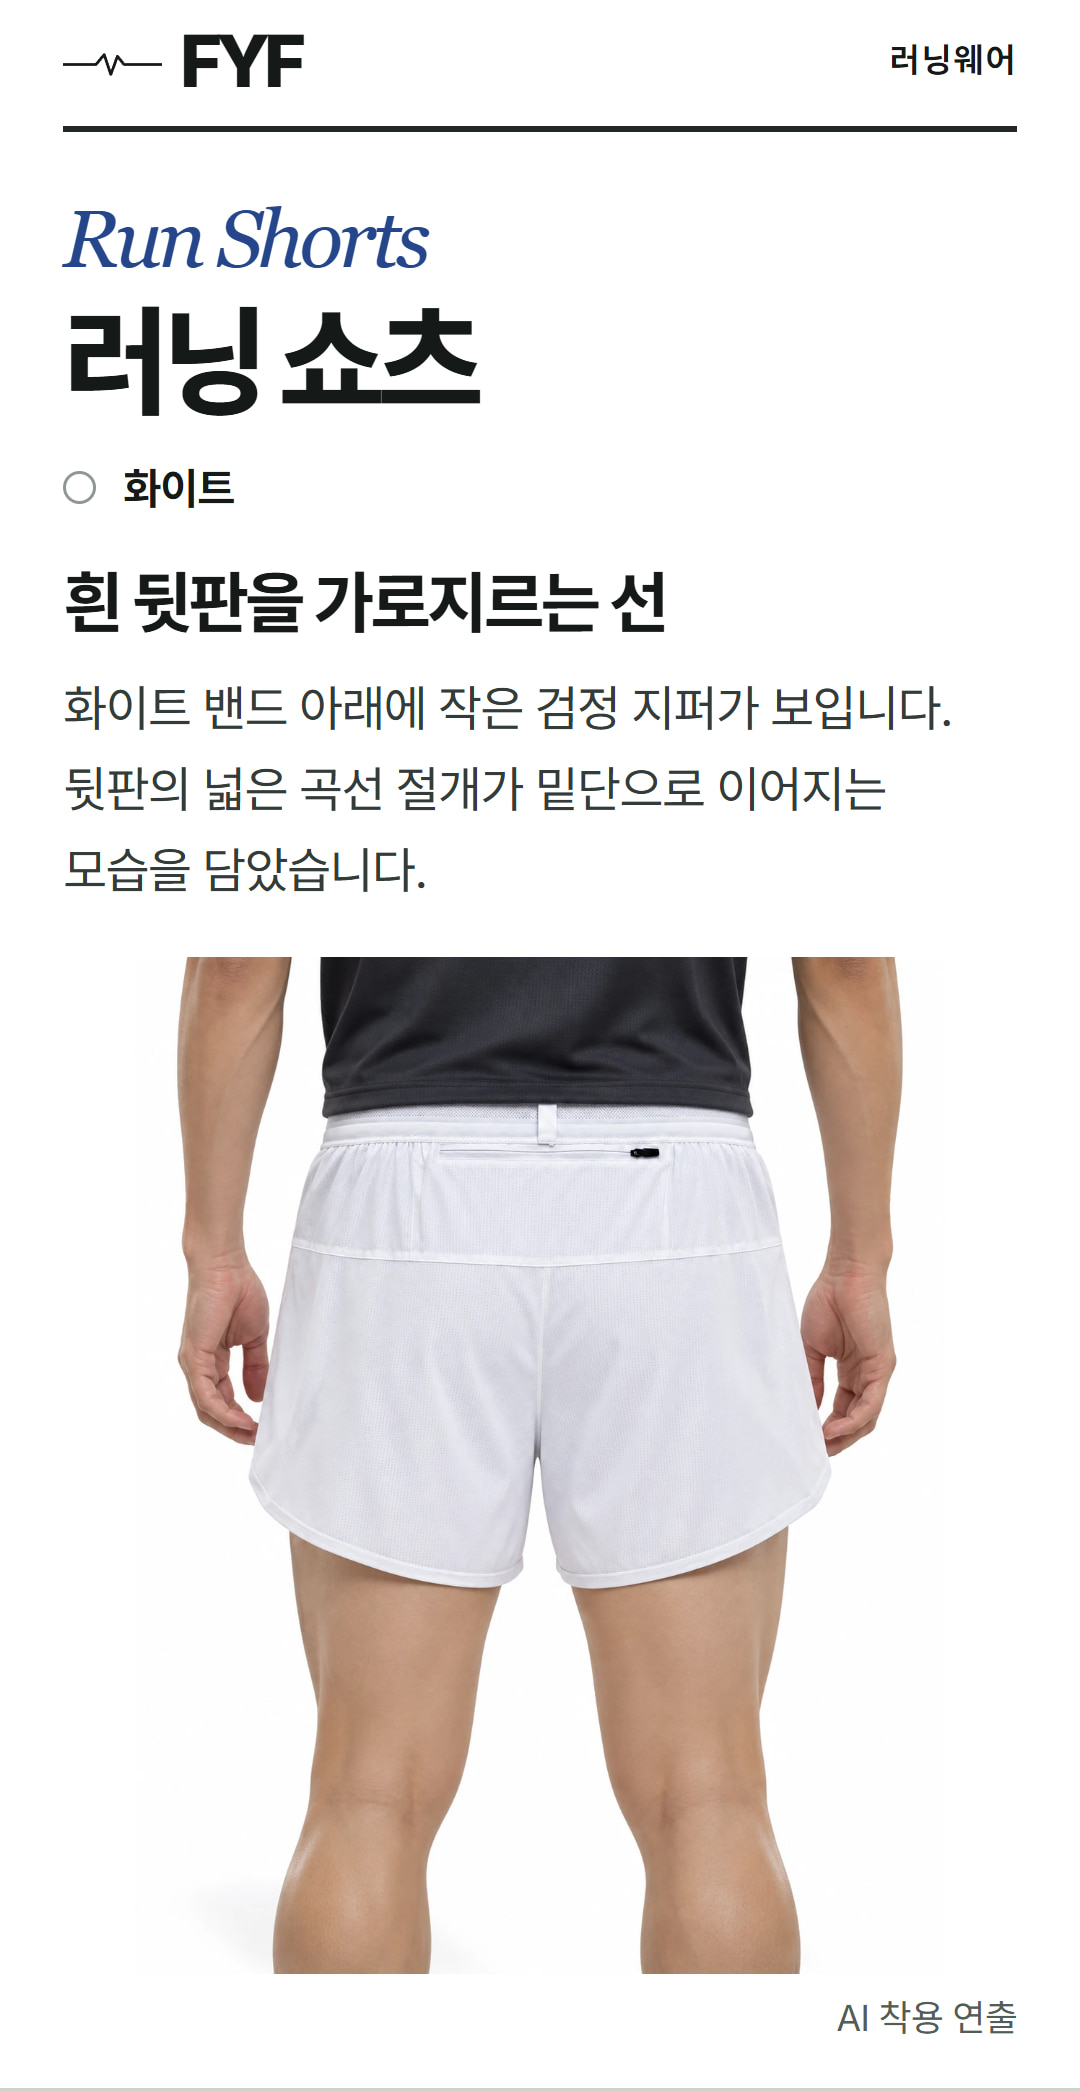 FYF
러닝웨어
Run Shorts
러닝 쇼츠
화이트
흰 뒷판을 가로지르는 선
화이트 밴드 아래에 작은 검정 지퍼가 보입니다.
뒷판의 넓은 곡선 절개가 밑단으로 이어지는
모습을 담았습니다.
AI 착용 연출